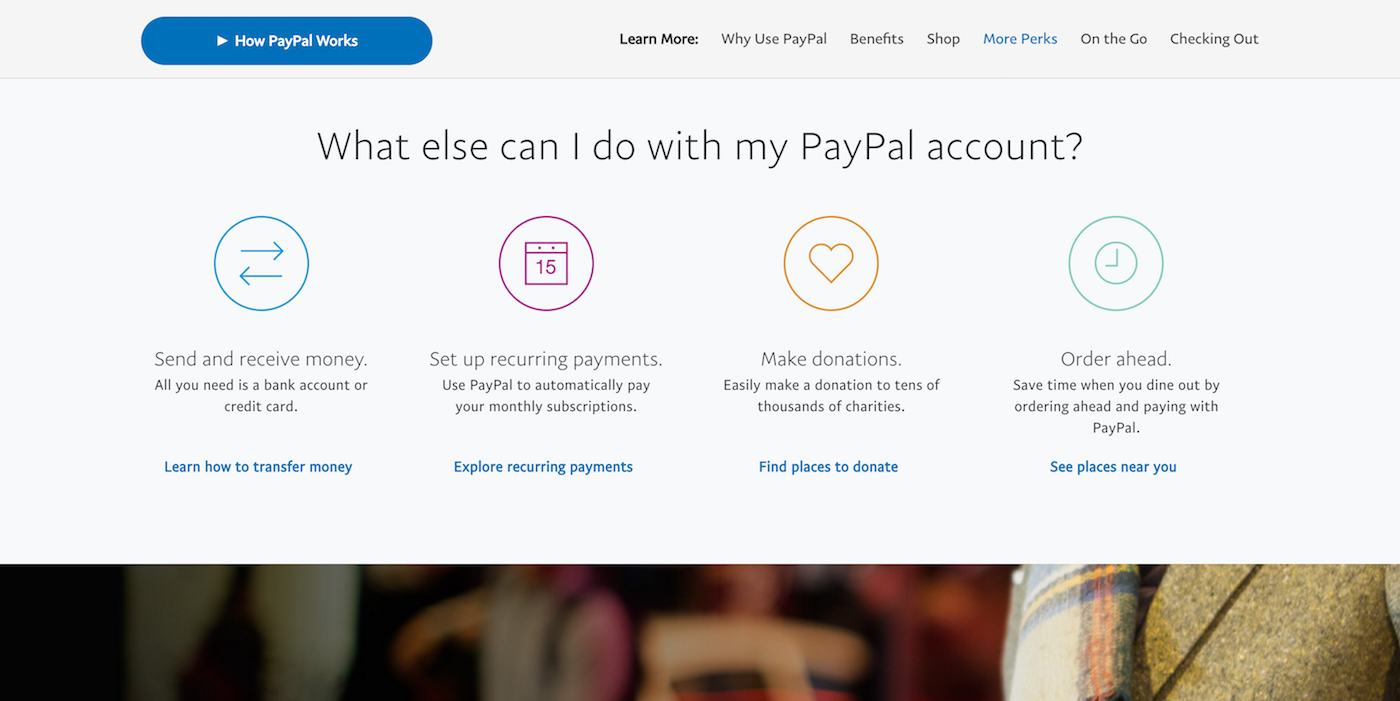 ► How PayPal Works
Learn More: Why Use PayPal Benefits Shop More Perks On the Go Checking Out
What else can I do with my PayPal account?
15
Send and receive money.
All you need is a bank account or
credit card.
Learn how to transfer money
Set up recurring payments.
Use PayPal to automatically pay
your monthly subscriptions.
Explore recurring payments
Make donations.
Easily make a donation to tens of
thousands of charities.
Find places to donate
Order ahead.
Save time when you dine out by
ordering ahead and paying with
PayPal.
See places near you